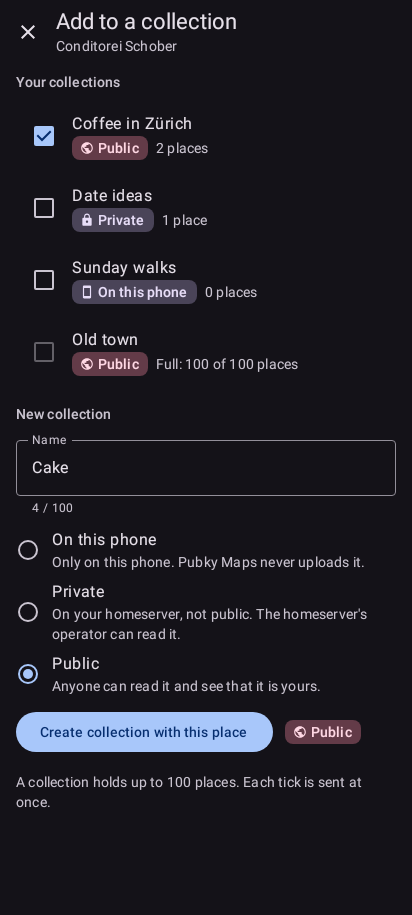 Add to a collection
Conditorei Schober
Your collections
Coffee in Zürich
Public 2 places
Date ideas
Private 1 place
Sunday walks
On this phone 0 places
Old town
Public Full: 100 of 100 places
New collection
Name
Cake
4 / 100
On this phone
Only on this phone. Pubky Maps never uploads it.
Private
On your homeserver, not public. The homeserver's
operator can read it.
Public
Anyone can read it and see that it is yours.
Create collection with this place Public
A collection holds up to 100 places. Each tick is sent at
once.